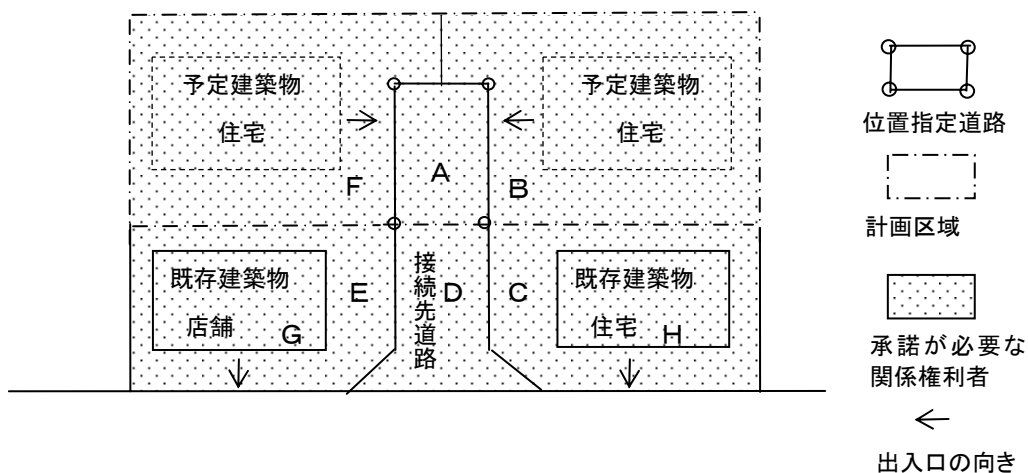 予定建築物
住宅
予定建築物
住宅
A
F
B
接続先道路
E
D
C
既存建築物
店舗
G
既存建築物
住宅
H
位置指定道路
計画区域
承諾が必要な
関係権利者
出入口の向き